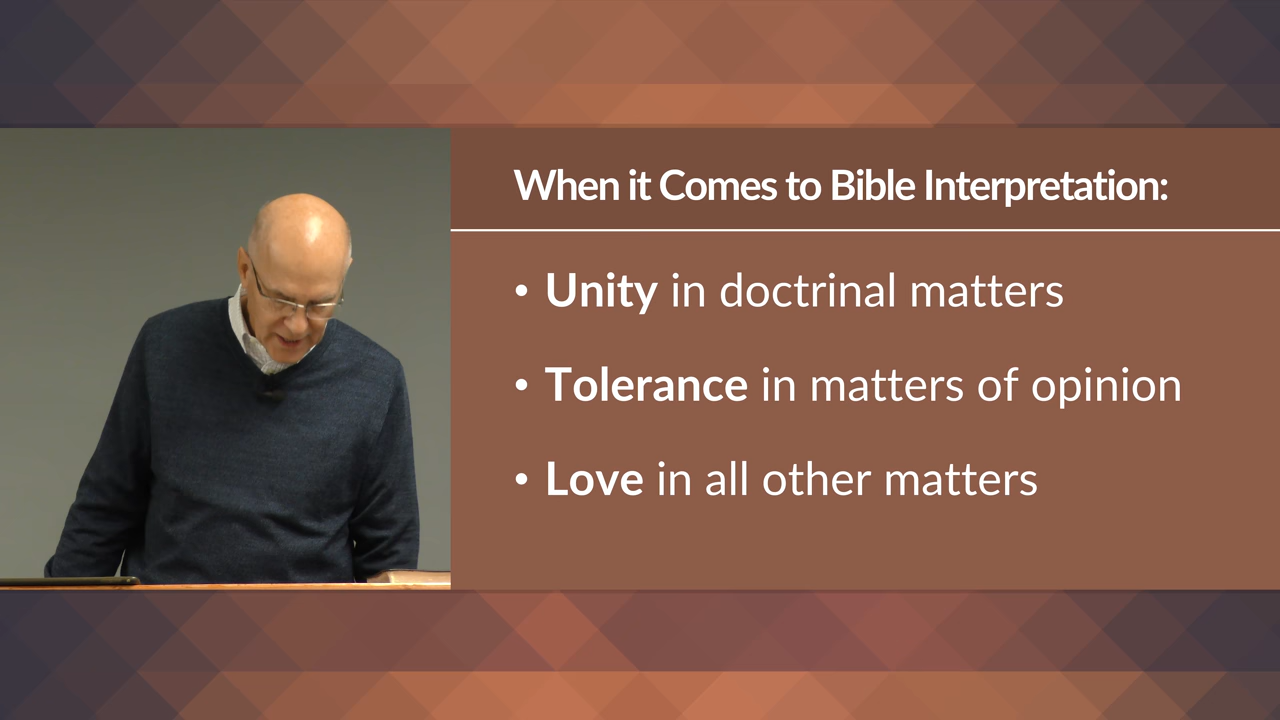 When it Comes to Bible Interpretation:
• Unity in doctrinal matters
• Tolerance in matters of opinion
• Love in all other matters